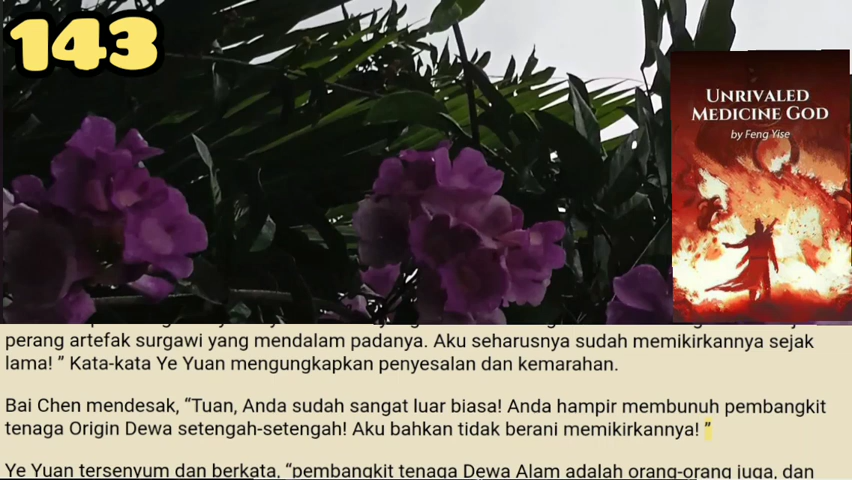 143
UNRIVALED
MEDICINE GOD
by Feng Yise
perang artefak surgawi yang mendalam padanya. Aku seharusnya sudah memikirkannya sejak
lama! ” Kata-kata Ye Yuan mengungkapkan penyesalan dan kemarahan.
Bai Chen mendesak, “Tuan, Anda sudah sangat luar biasa! Anda hampir membunuh pembangkit
tenaga Origin Dewa setengah-setengah! Aku bahkan tidak berani memikirkannya! ”
Ye Yuan tersenyum dan berkata, “pembangkit tenaga Dewa Alam adalah orang-orang juga, dan